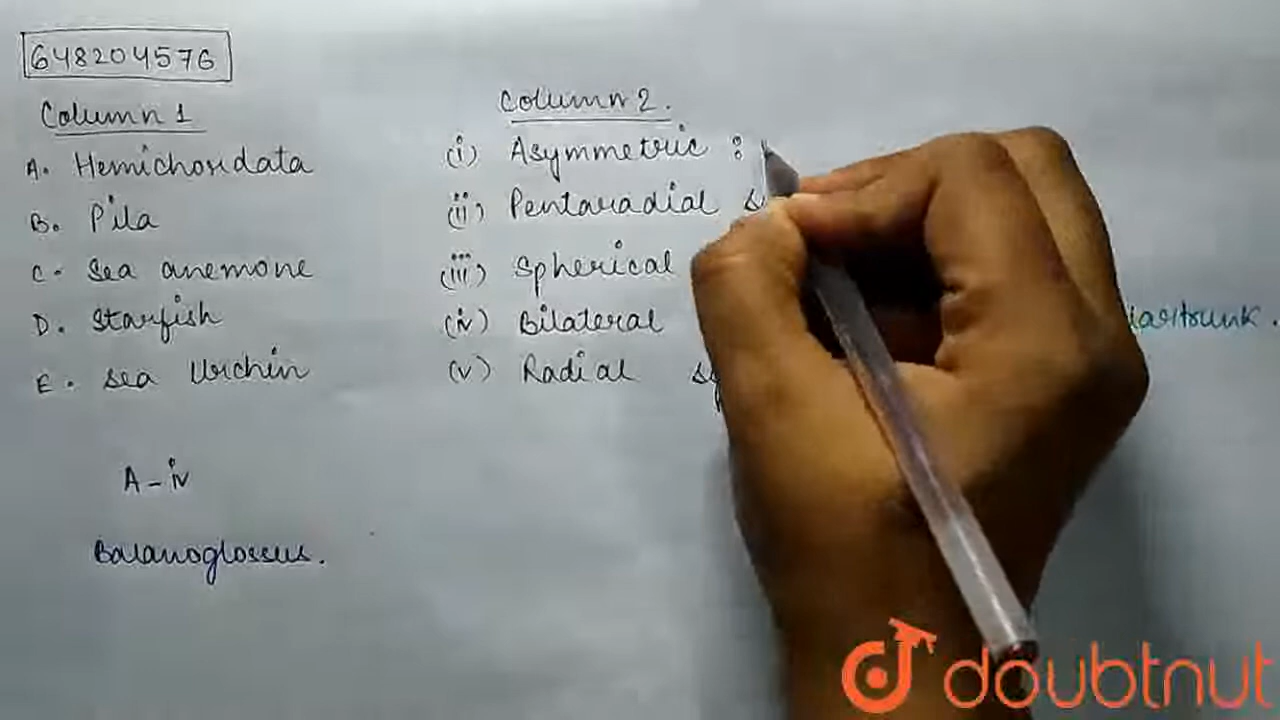 648204576
Column 1
Column 2.
A. Hemichordata
(i) Asymmetric :
B. Pila
(ii) Pentaradial
C. Sea anemone
(iii) Spherical
D. Starfish
(iv) Bilateral
E. Sea Urchin
(v) Radial
A - iv
Balanoglossus.
doubtnut